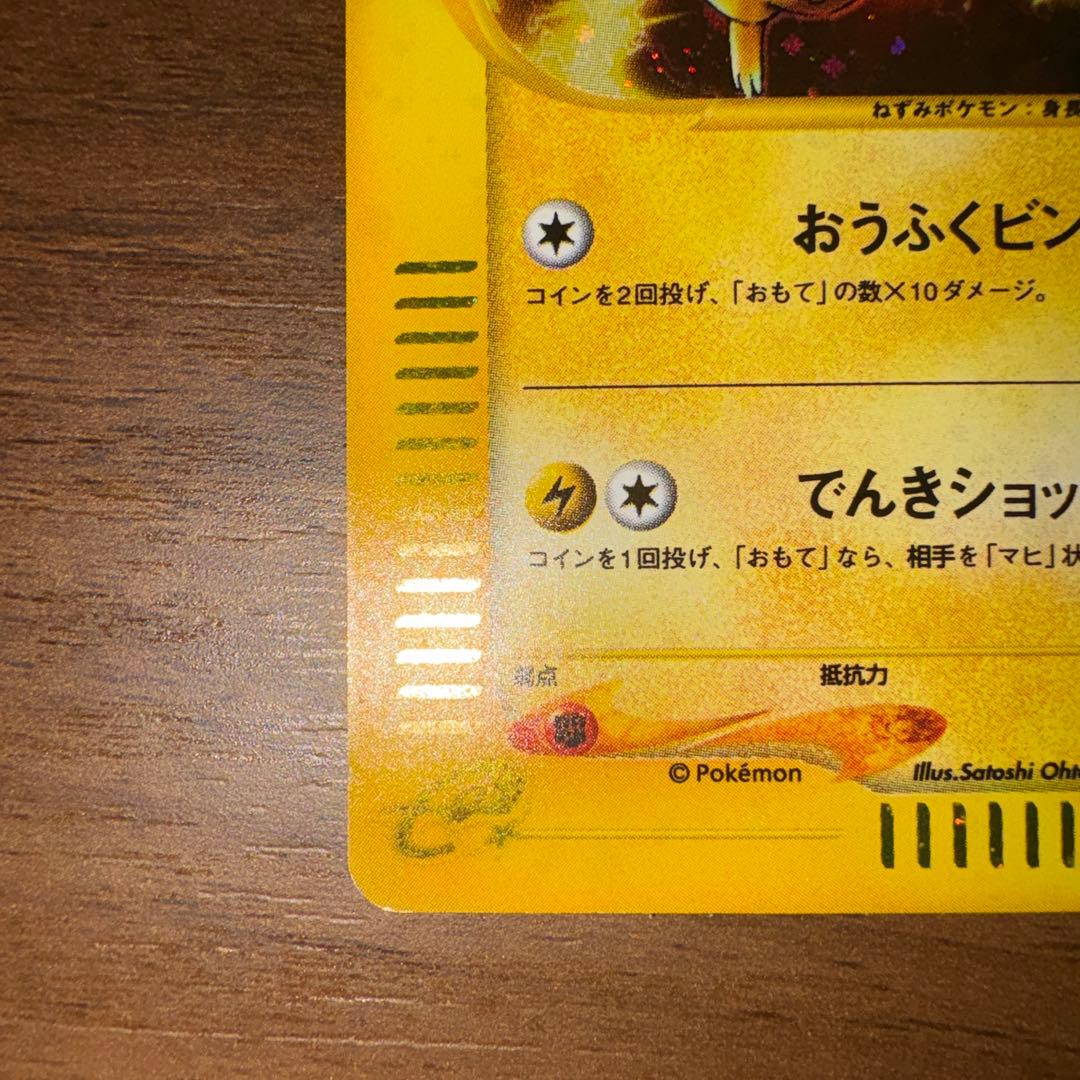 ねずみポケモン：身長
おうふくビン
コインを2回投げ、「おもて」の数×10ダメージ。
でんきショッ
コインを1回投げ、「おもて」なら、相手を「マヒ」状
弱点 抵抗力
© Pokémon Illus.Satoshi Oht